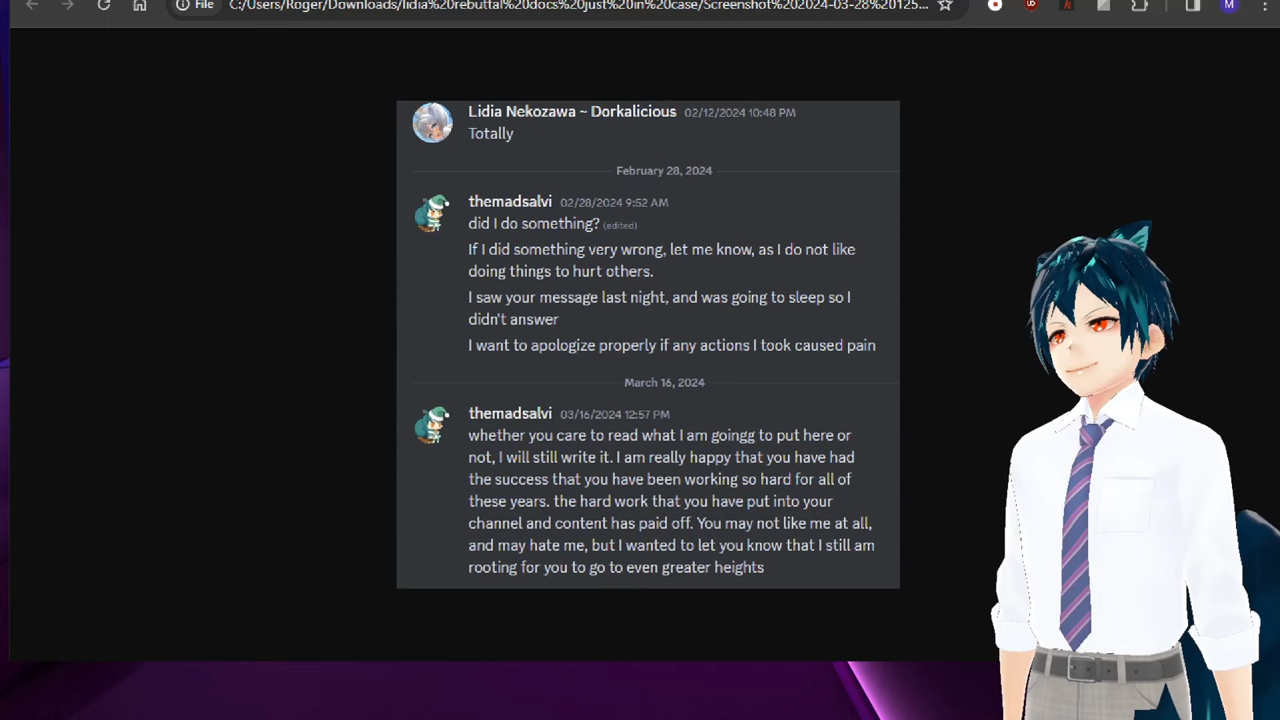 File
C:/Users/Roger/Downloads/lidia%20rebuttal%20docs%20just%20in%20case/Screenshot%202024-03-28%20125...
M
Lidia Nekozawa ~ Dorkalicious 02/12/2024 10:48 PM
Totally
February 28, 2024
themadsalvi 02/28/2024 9:52 AM
did I do something? (edited)
If I did something very wrong, let me know, as I do not like
doing things to hurt others.
I saw your message last night, and was going to sleep so I
didn't answer
I want to apologize properly if any actions I took caused pain
March 16, 2024
themadsalvi 03/16/2024 12:57 PM
whether you care to read what I am goingg to put here or
not, I will still write it. I am really happy that you have had
the success that you have been working so hard for all of
these years. the hard work that you have put into your
channel and content has paid off. You may not like me at all,
and may hate me, but I wanted to let you know that I still am
rooting for you to go to even greater heights